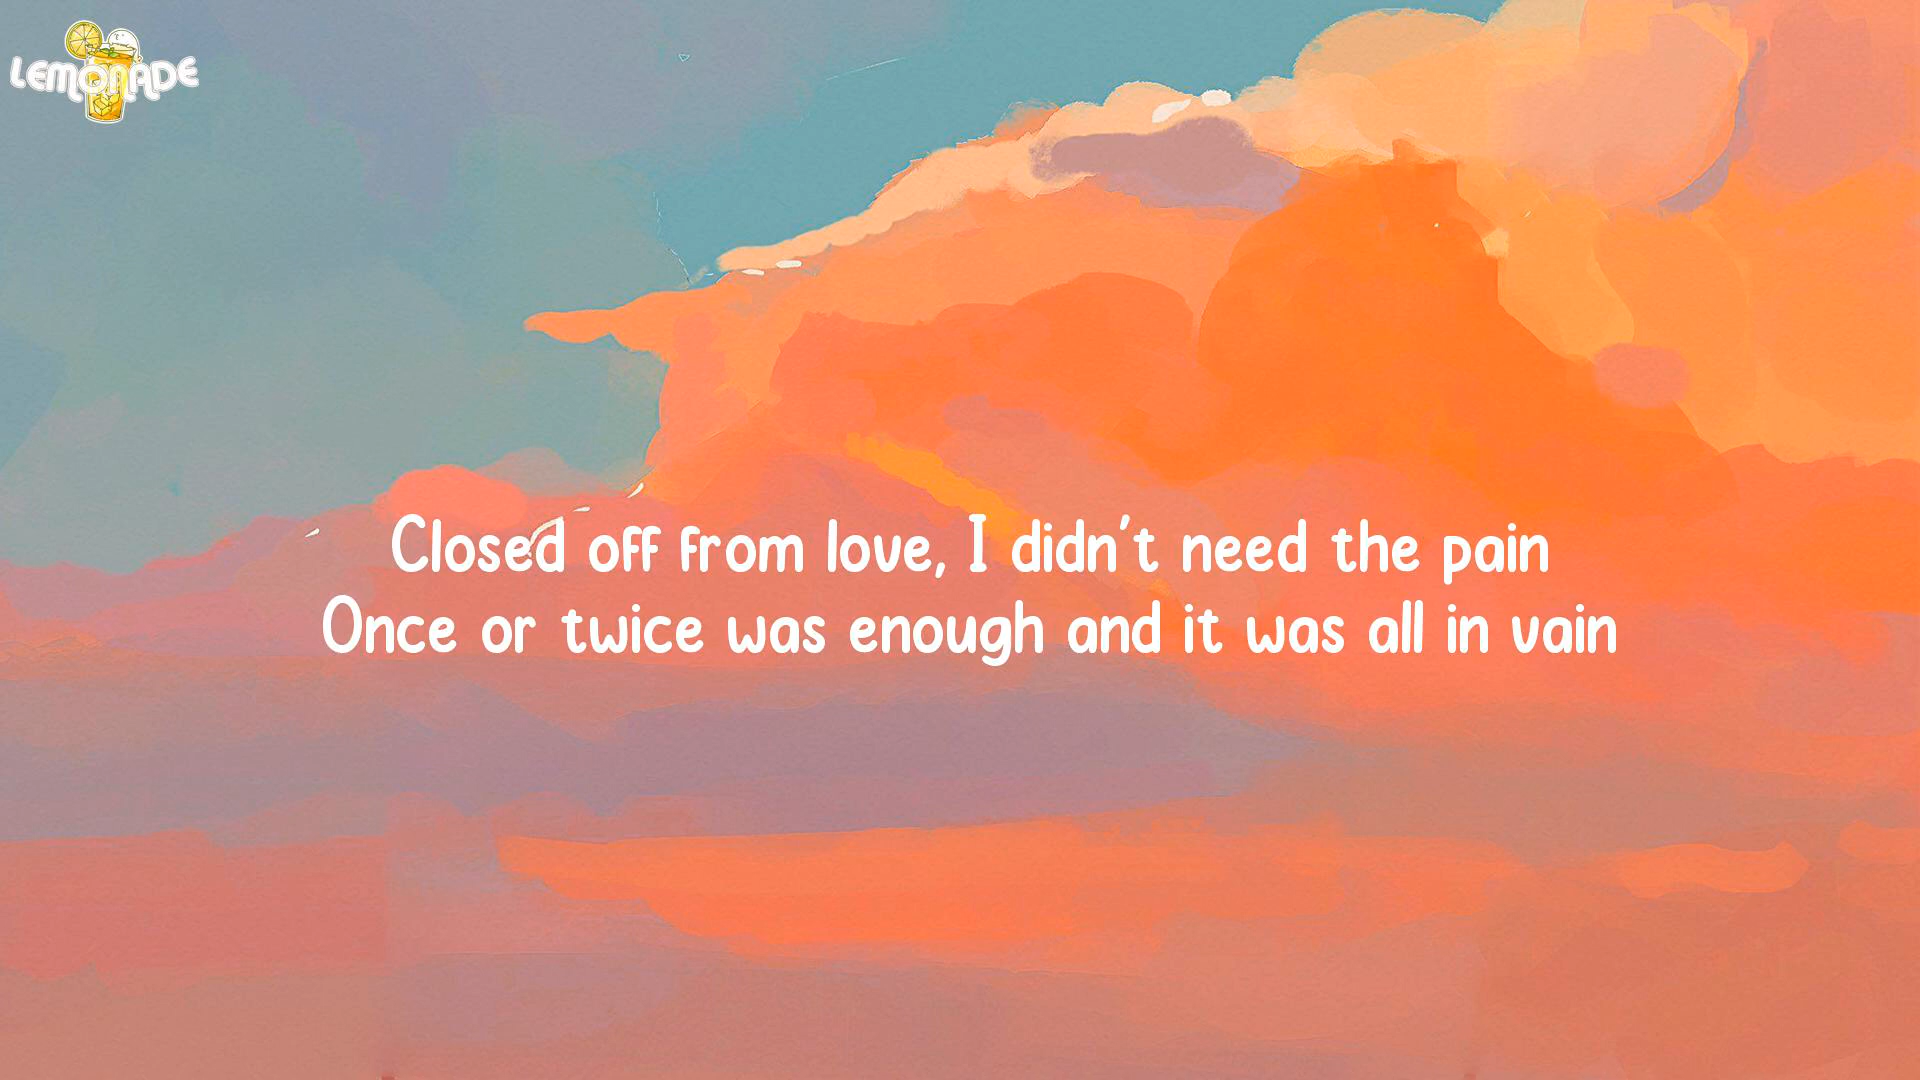 LEMONADE
Closed off from love, I didn't need the pain
Once or twice was enough and it was all in vain